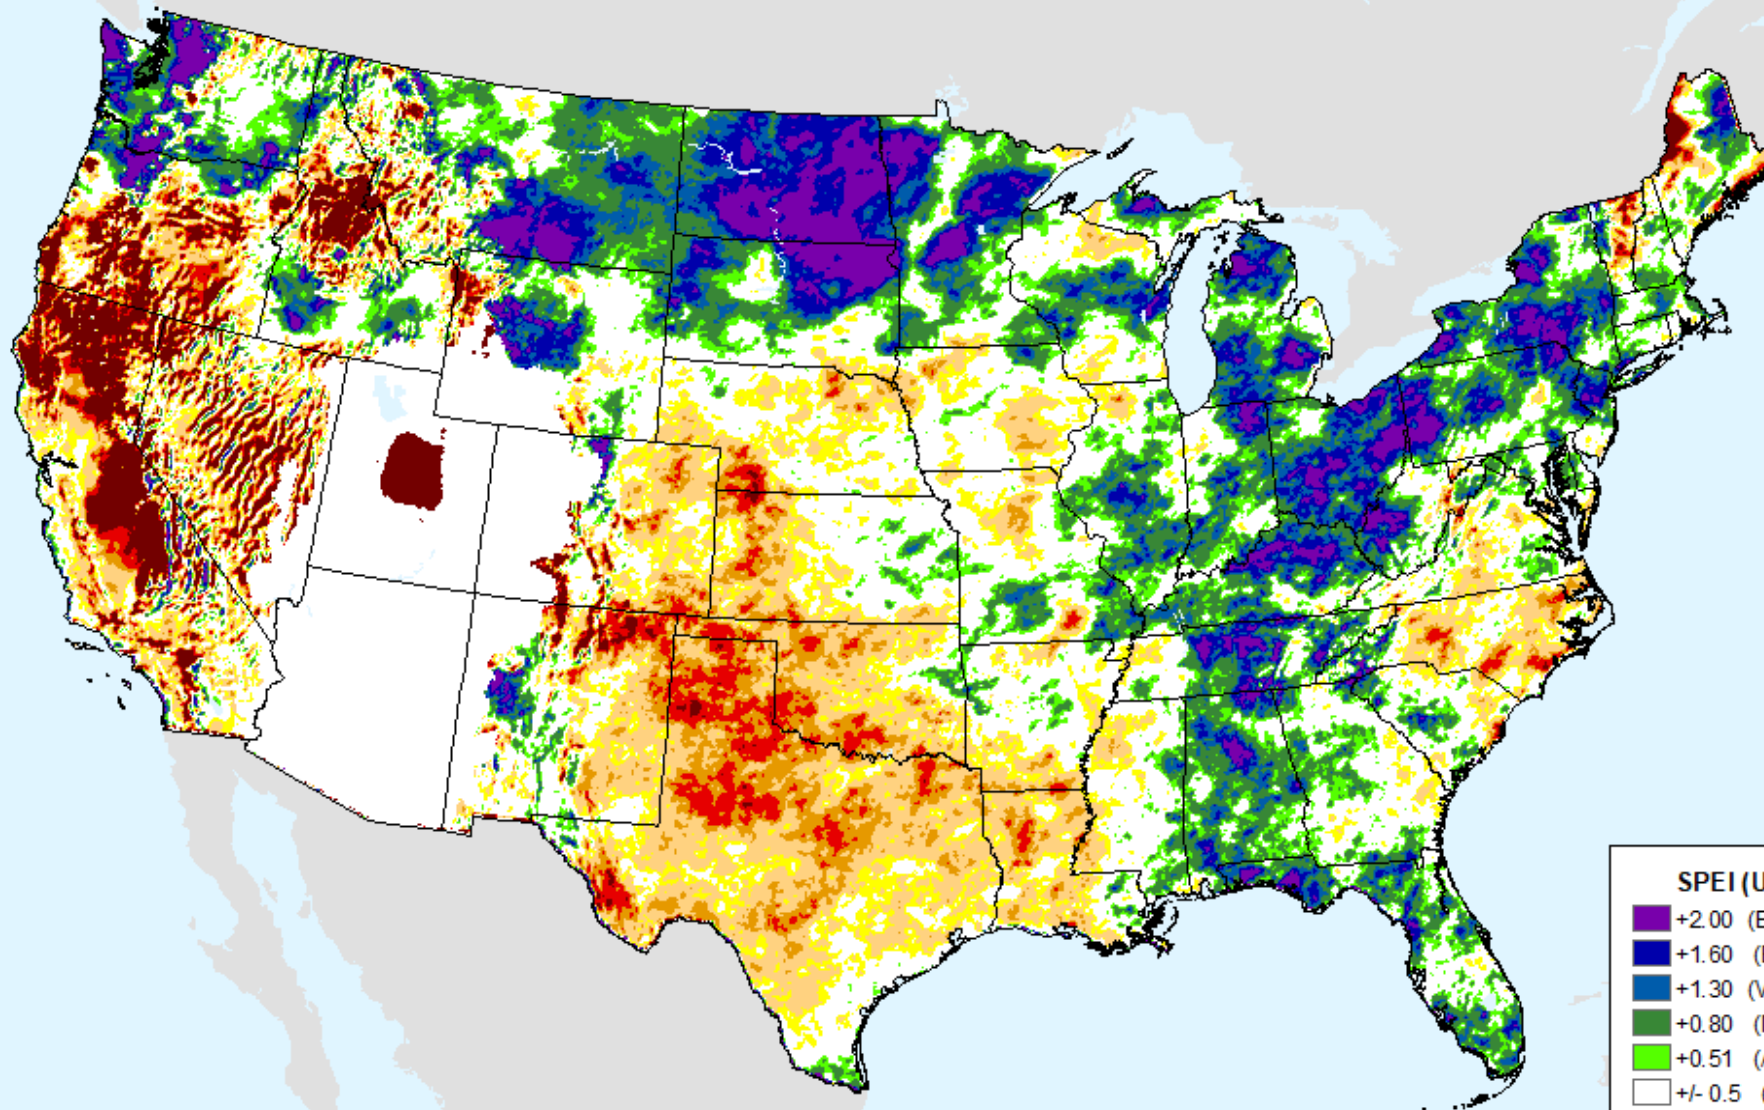 SPEI (U
+2.00 (E
+1.60 (
+1.30 (V
+0.80 (
+0.51 (
+/- 0.5 (